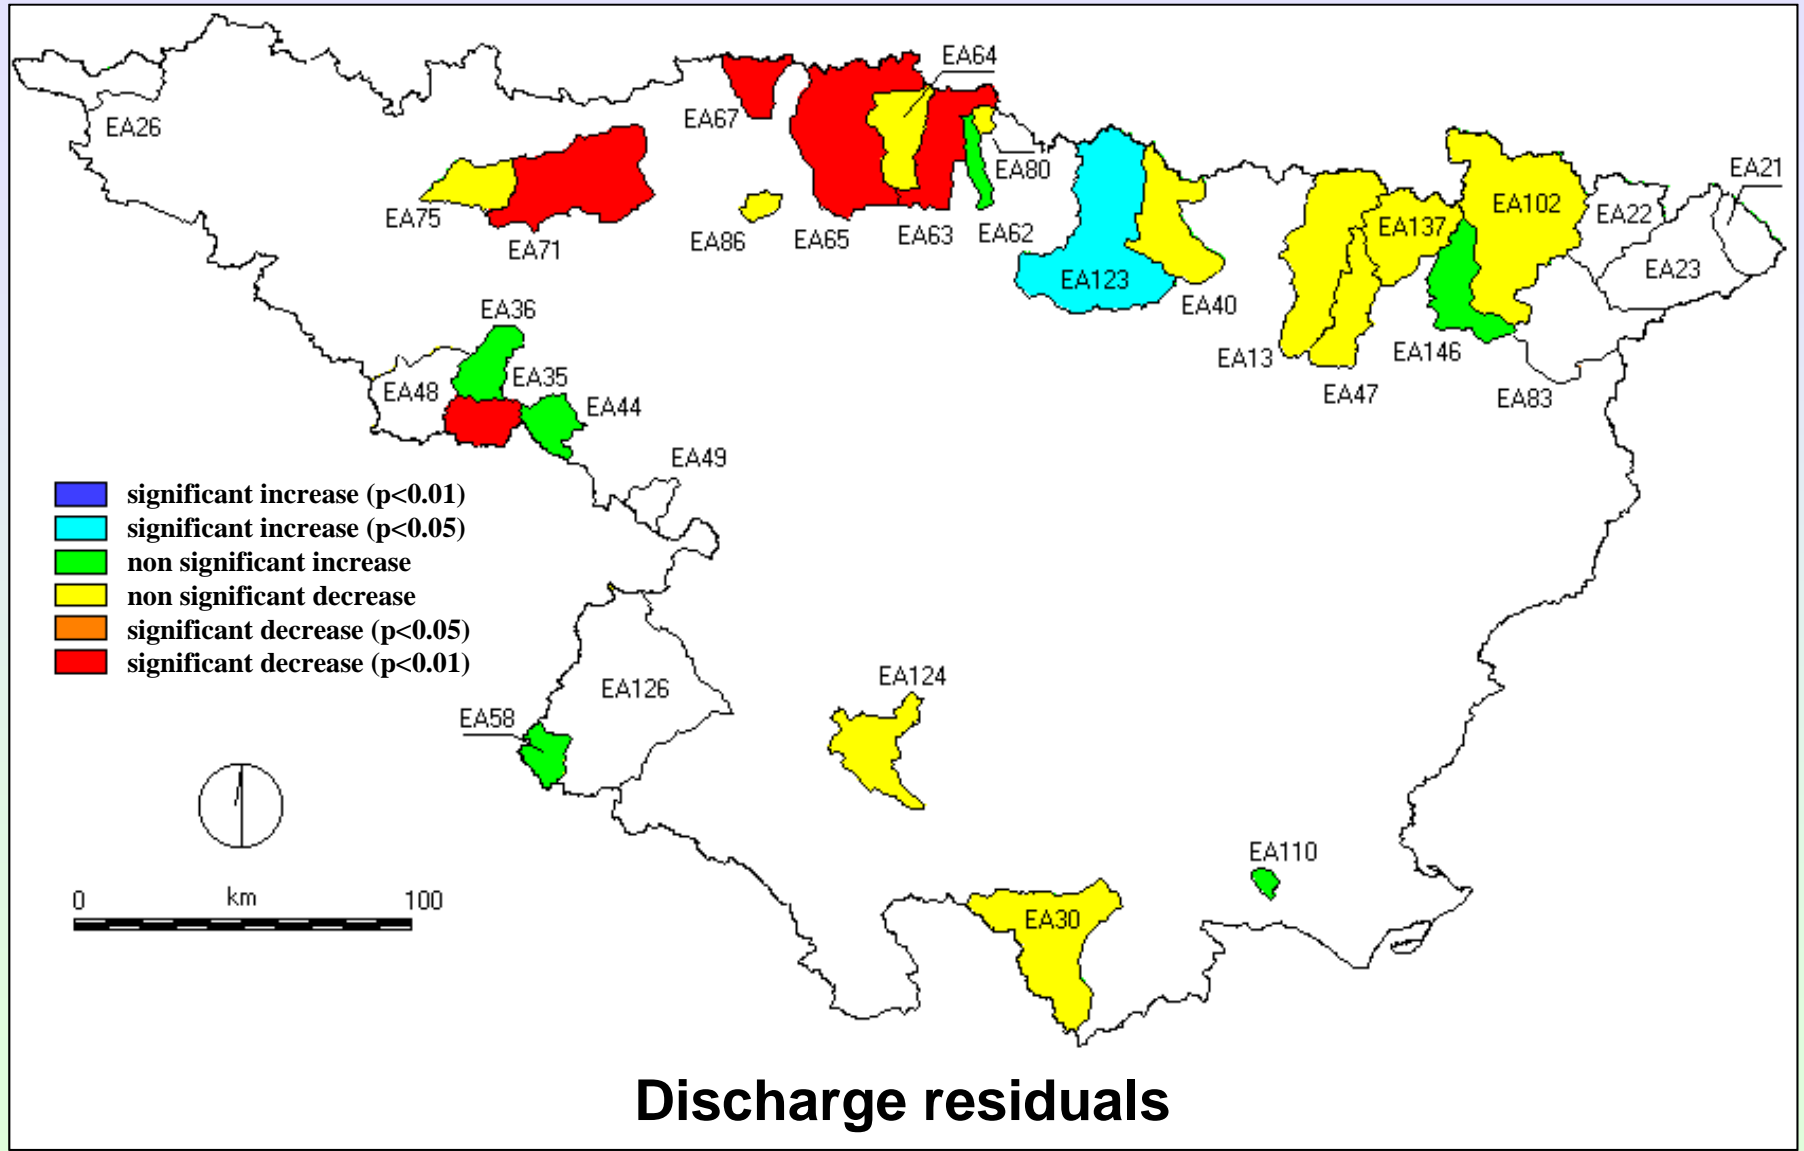 EA64
EA67
EA26
EA80
EA21
EA75
EA71
EA86
EA65
EA63
EA62
EA123
EA40
EA102
EA22
EA137
EA23
EA13
EA146
EA47
EA83
EA36
EA48
EA35
EA44
EA49
significant increase (p<0.01)
significant increase (p<0.05)
non significant increase
non significant decrease
significant decrease (p<0.05)
significant decrease (p<0.01)
EA126
EA58
EA124
EA110
EA30
0 km 100
Discharge residuals